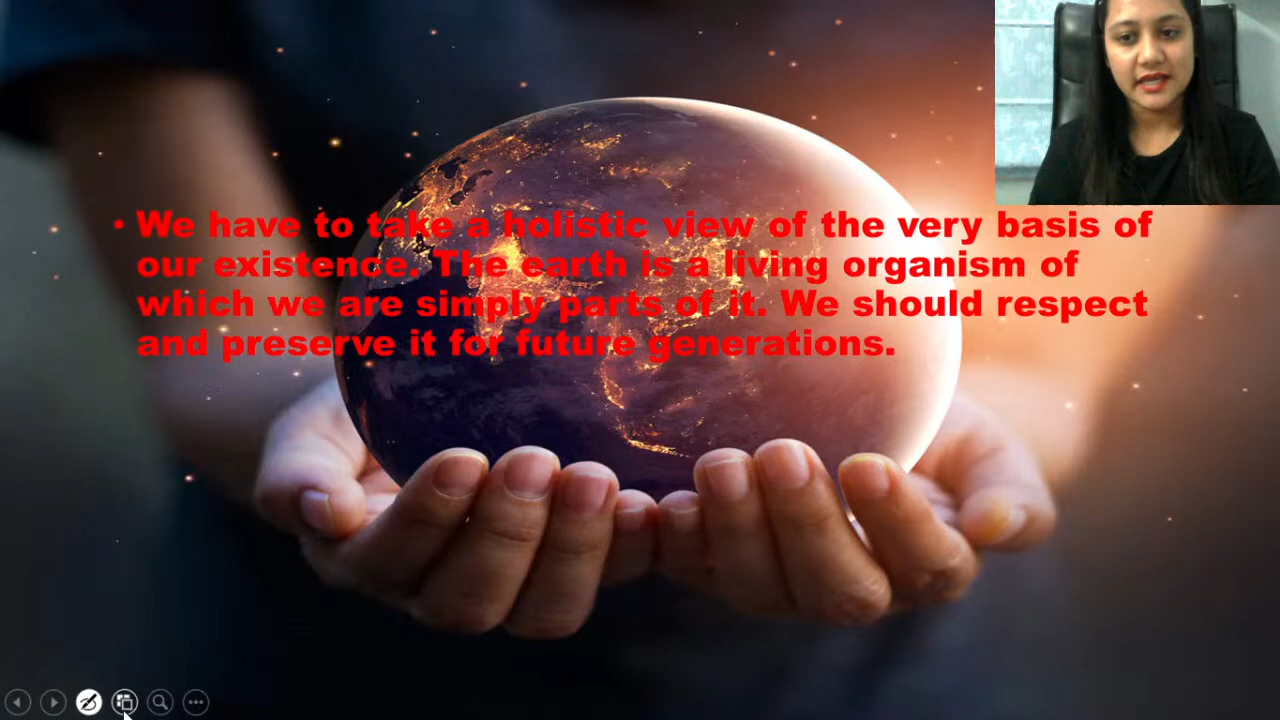 • We have to take a holistic view of the very basis of
our existence. The earth is a living organism of
which we are simply parts of it. We should respect
and preserve it for future generations.